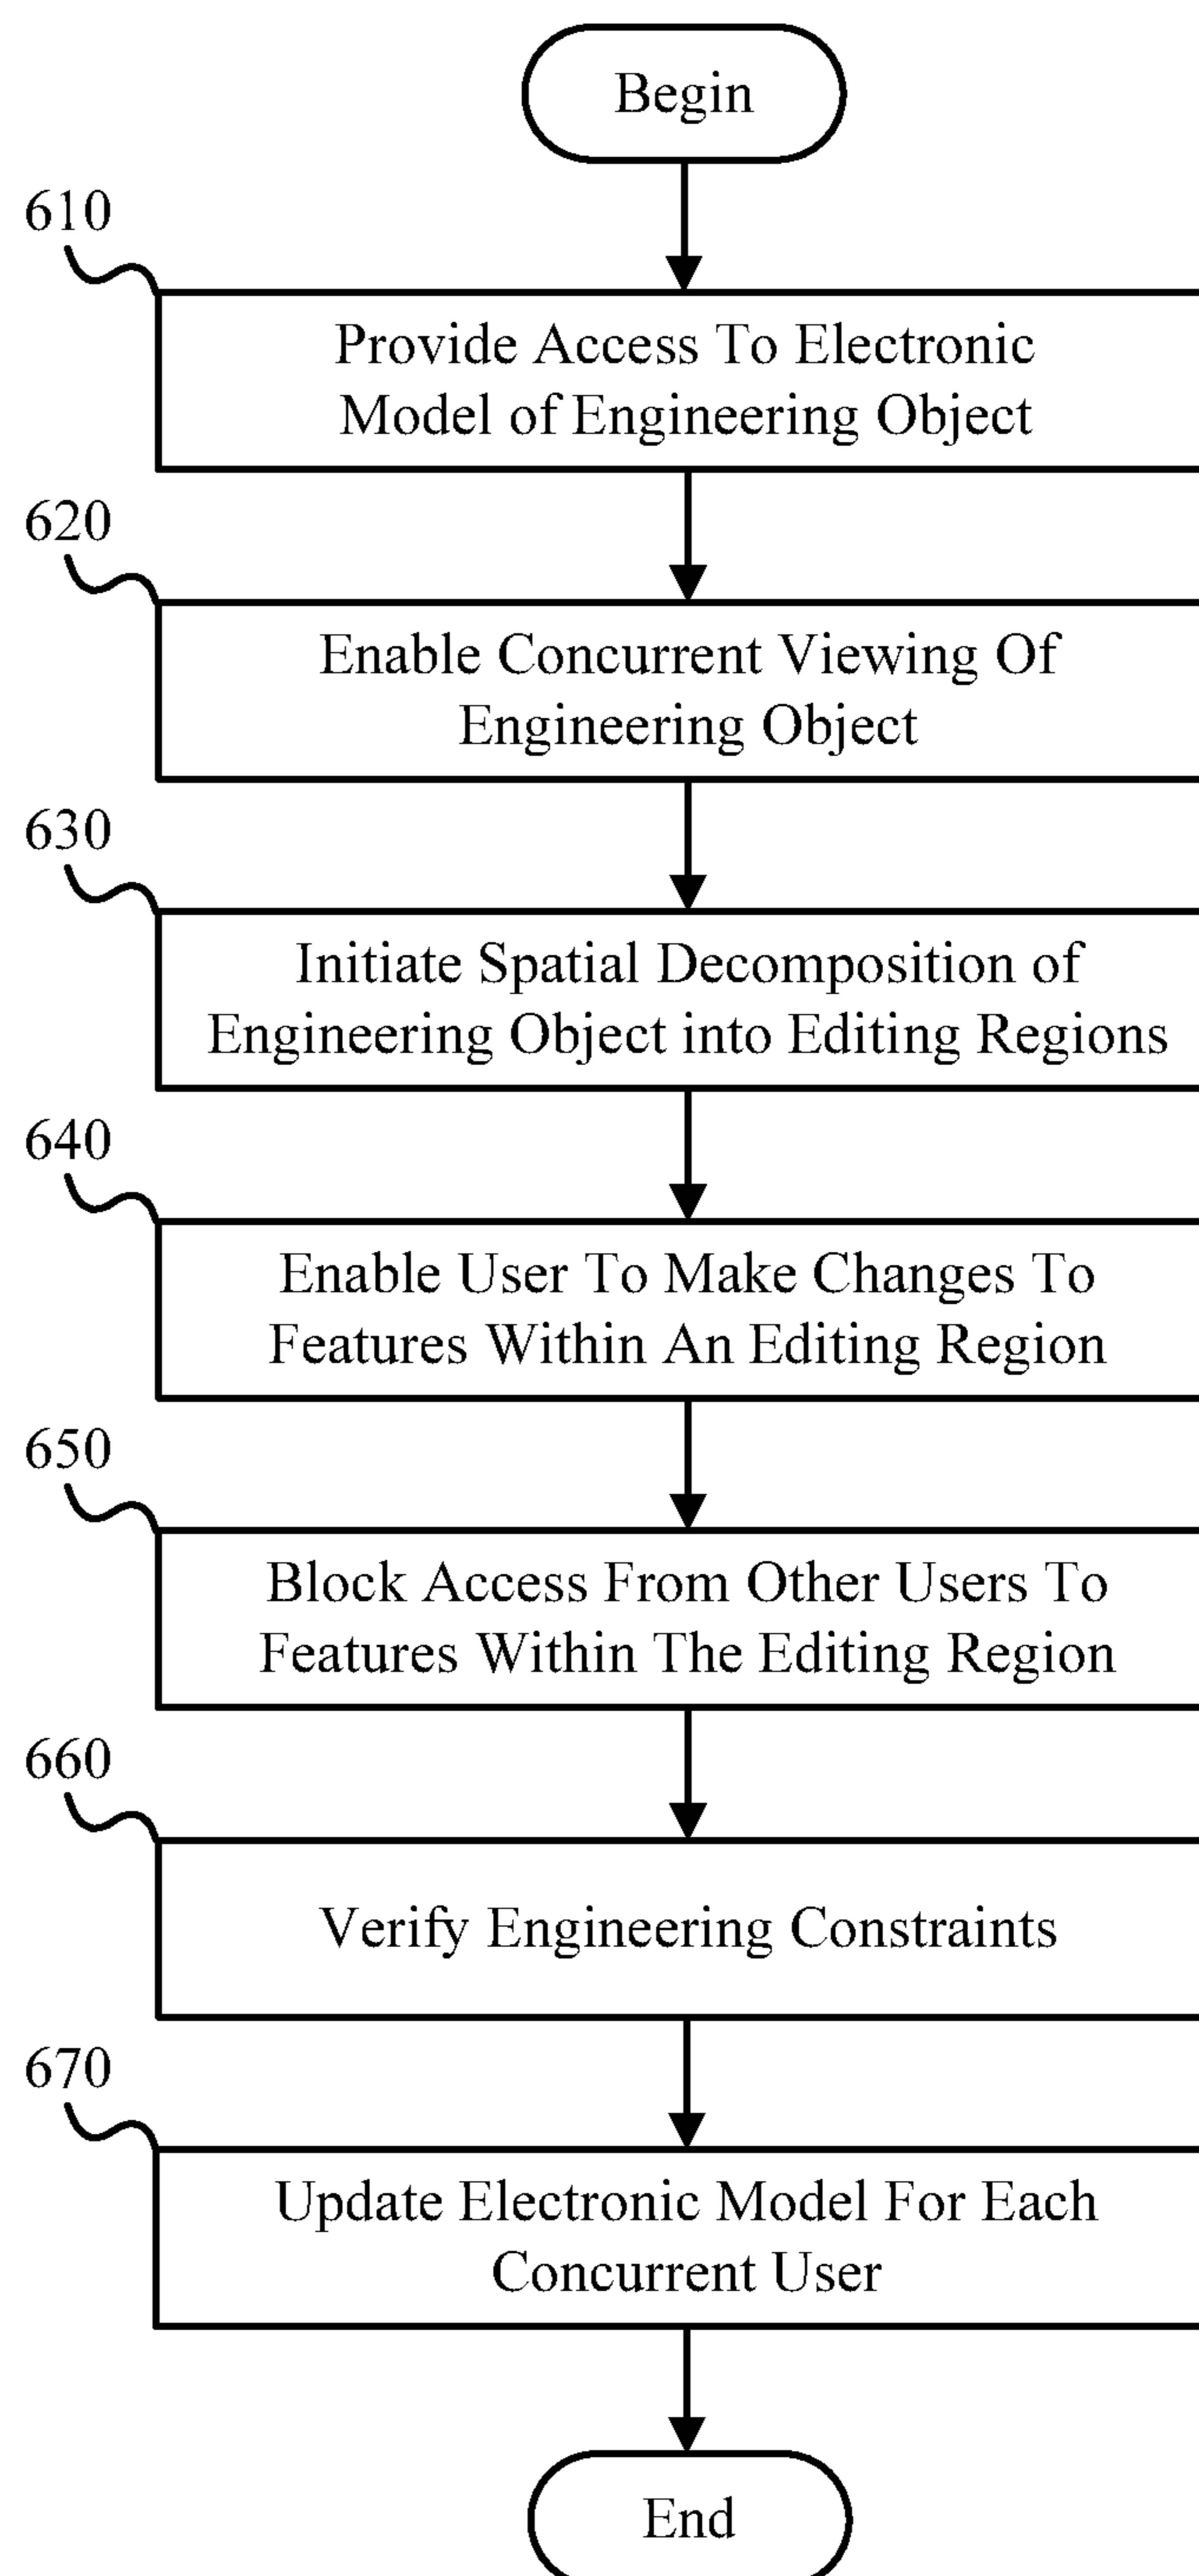 Begin
610
Provide Access To Electronic
Model of Engineering Object
620
Enable Concurrent Viewing Of
Engineering Object
630
Initiate Spatial Decomposition of
Engineering Object into Editing Regions
640
Enable User To Make Changes To
Features Within An Editing Region
650
Block Access From Other Users To
Features Within The Editing Region
660
Verify Engineering Constraints
670
Update Electronic Model For Each
Concurrent User
End